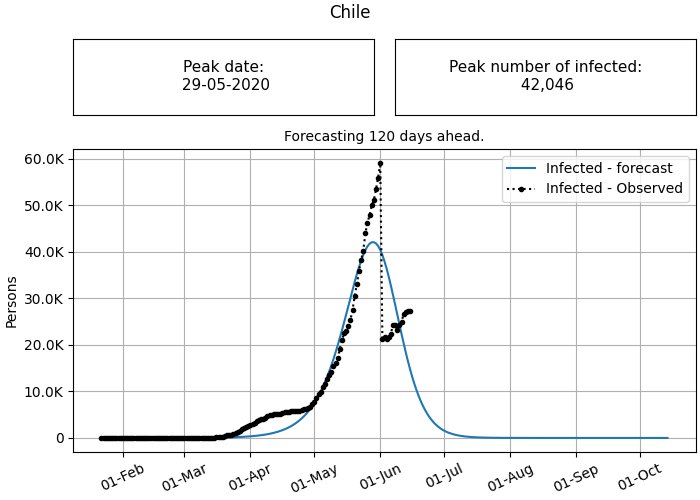 Chile
Peak date:
29-05-2020
Peak number of infected:
42,046
Forecasting 120 days ahead.
Infected - forecast
Infected - Observed
Persons
60.0K
50.0K
40.0K
30.0K
20.0K
10.0K
0
01-Feb
01-Mar
01-Apr
01-May
01-Jun
01-Jul
01-Aug
01-Sep
01-Oct